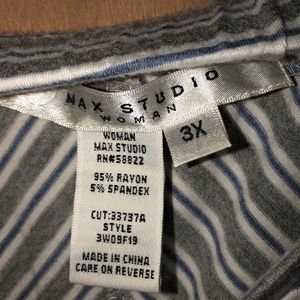 MAX STUDIO
WOMAN
3X
WOMAN
MAX STUDIO
RN#58822
95% RAYON
5% SPANDEX
CUT:33737A
STYLE
3W09F19
MADE IN CHINA
CARE ON REVERSE